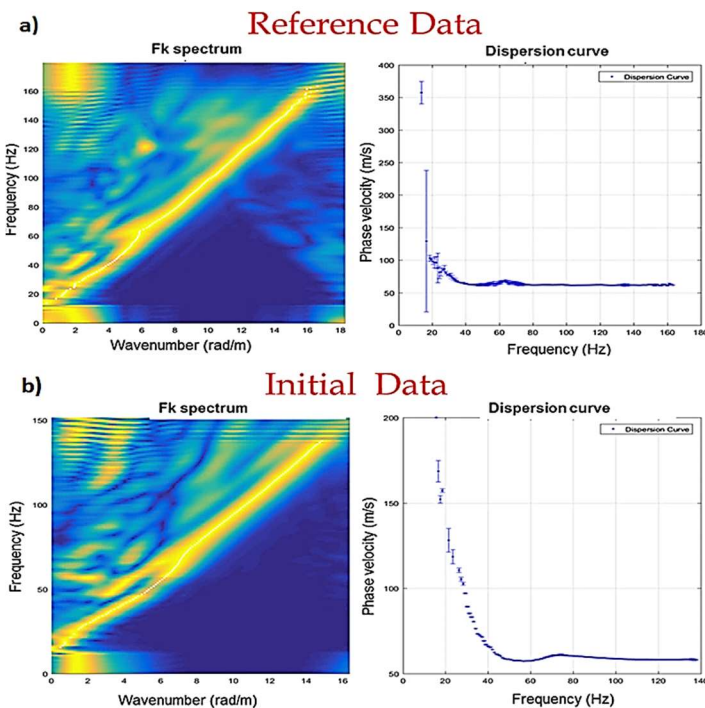 a)
Reference Data
Fk spectrum
Frequency (Hz)
160
140
120
100
80
60
40
20
0
0 2 4 6 8 10 12 14 16 18
Wavenumber (rad/m)
Dispersion curve
Dispersion Curve
Phase velocity (m/s)
400
350
300
250
200
150
100
50
0
0 20 40 60 80 100 120 140 160 180
Frequency (Hz)
b)
Initial Data
Fk spectrum
Frequency (Hz)
150
100
50
0
0 2 4 6 8 10 12 14 16
Wavenumber (rad/m)
Dispersion curve
Dispersion Curve
Phase velocity (m/s)
200
150
100
50
0 20 40 60 80 100 120 140
Frequency (Hz)